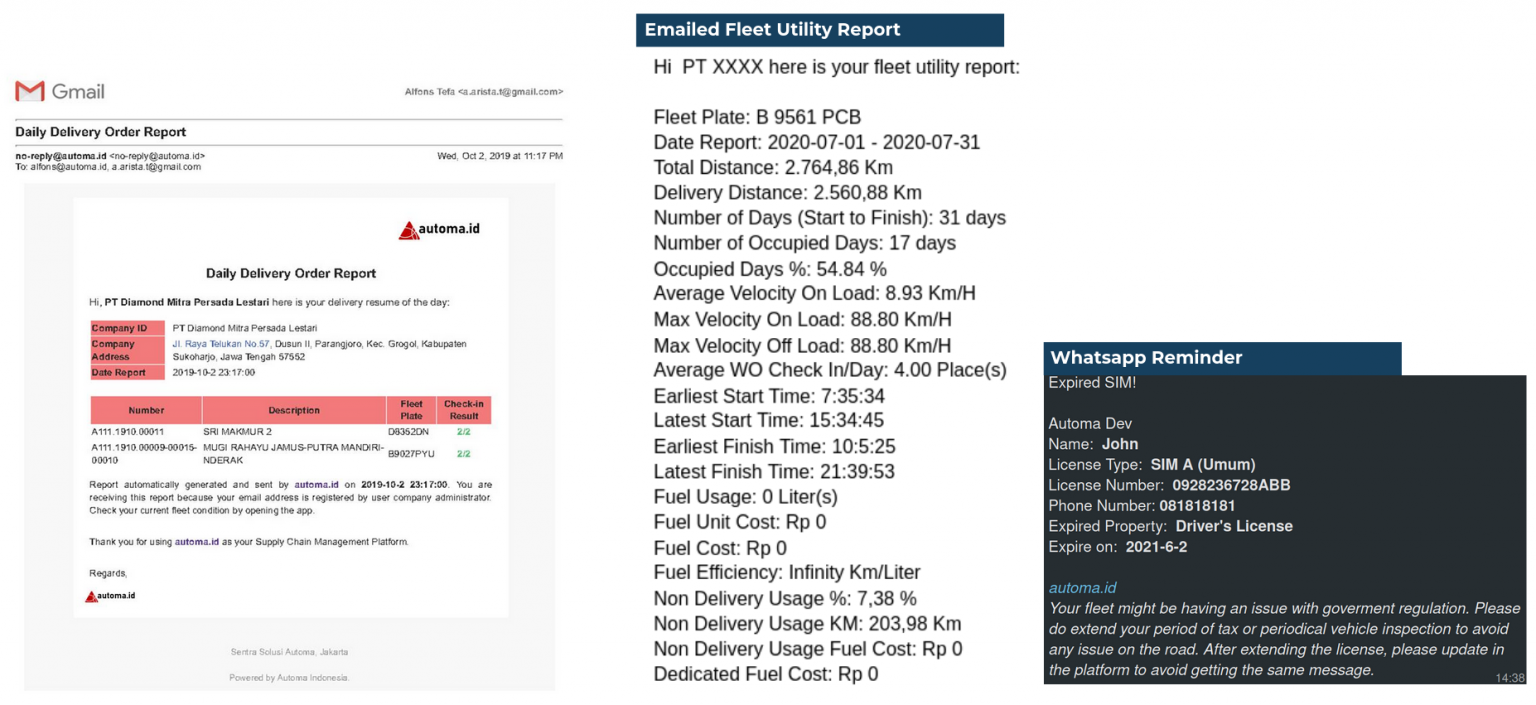 Gmail
Alfons Tefa <a.arista.t@gmail.com>
Daily Delivery Order Report
no-reply@automa.id <no-reply@automa.id>
Wed, Oct 2, 2019 at 11:17 PM
To: alfons@automa.id, a.arista.t@gmail.com
automa.id
Daily Delivery Order Report
Hi, PT Diamond Mitra Persada Lestari here is your delivery resume of the day:
Company ID PT Diamond Mitra Persada Lestari
Company Address Jl. Raya Telukan No.57, Dusun II, Parangjoro, Kec. Grogol, Kabupaten
Sukoharjo, Jawa Tengah 57552
Date Report 2019-10-2 23:17:00
Number Description Fleet Plate Check-in Result
A111.1910.00011 SRI MAKMUR 2 D8352DN 2/2
A111.1910.00009-00015- MUGI RAHAYU JAMUS-PUTRA MANDIRI- B9027PYU 2/2
00010 NDERAK
Report automatically generated and sent by automa.id on 2019-10-2 23:17:00. You are
receiving this report because your email address is registered by user company administrator.
Check your current fleet condition by opening the app.
Thank you for using automa.id as your Supply Chain Management Platform.
Regards,
automa.id
Sentra Solusi Automa, Jakarta
Powered by Automa Indonesia.
Emailed Fleet Utility Report
Hi PT XXXX here is your fleet utility report:
Fleet Plate: B 9561 PCB
Date Report: 2020-07-01 - 2020-07-31
Total Distance: 2.764,86 Km
Delivery Distance: 2.560,88 Km
Number of Days (Start to Finish): 31 days
Number of Occupied Days: 17 days
Occupied Days %: 54.84 %
Average Velocity On Load: 8.93 Km/H
Max Velocity On Load: 88.80 Km/H
Max Velocity Off Load: 88.80 Km/H
Average WO Check In/Day: 4.00 Place(s)
Earliest Start Time: 7:35:34
Latest Start Time: 15:34:45
Earliest Finish Time: 10:5:25
Latest Finish Time: 21:39:53
Fuel Usage: 0 Liter(s)
Fuel Unit Cost: Rp 0
Fuel Cost: Rp 0
Fuel Efficiency: Infinity Km/Liter
Non Delivery Usage %: 7,38 %
Non Delivery Usage KM: 203,98 Km
Non Delivery Usage Fuel Cost: Rp 0
Dedicated Fuel Cost: Rp 0
Whatsapp Reminder
Expired SIM!
Automa Dev
Name: John
License Type: SIM A (Umum)
License Number: 0928236728ABB
Phone Number: 081818181
Expired Property: Driver's License
Expire on: 2021-6-2
automa.id
Your fleet might be having an issue with goverment regulation. Please
do extend your period of tax or periodical vehicle inspection to avoid
any issue on the road. After extending the license, please update in
the platform to avoid getting the same message.
14:38